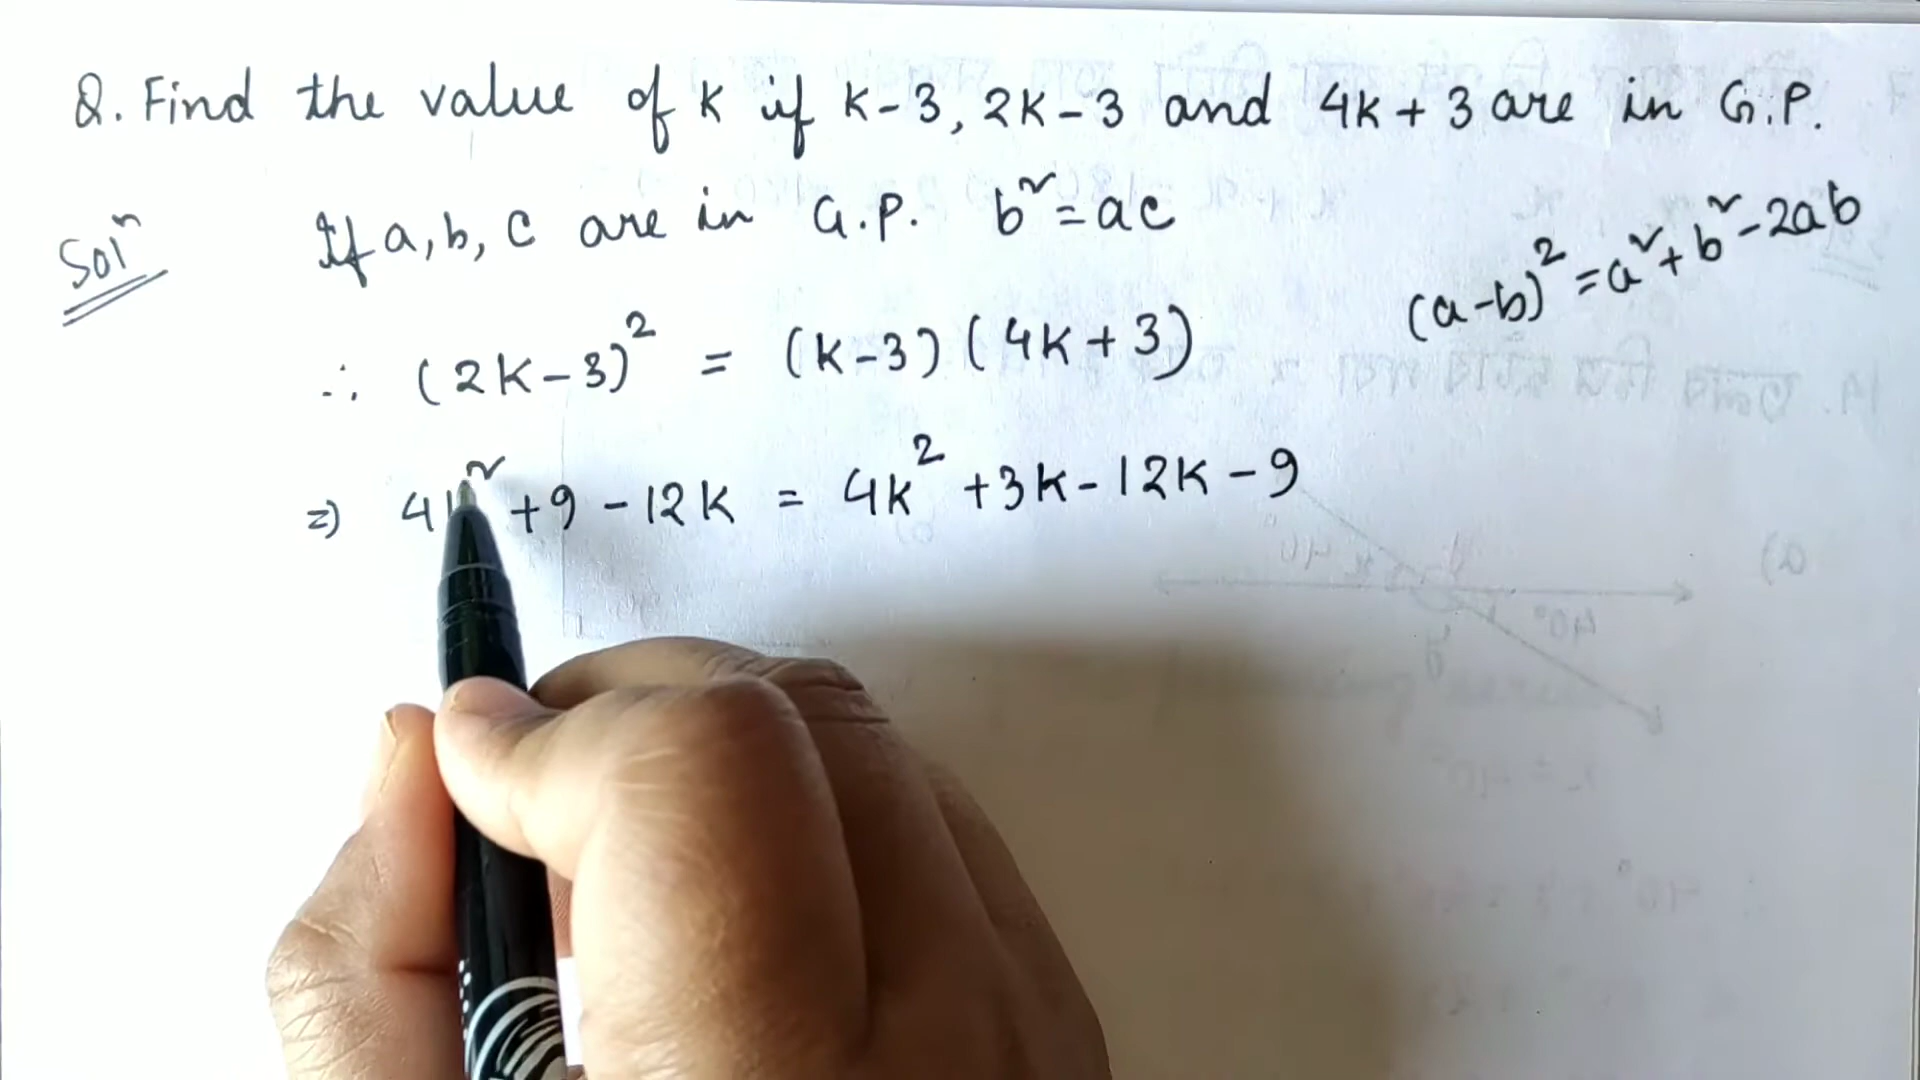 Q. Find the value of K if K-3, 2K-3 and 4K+3 are in G.P.
Solⁿ If a, b, c are in G.P. b² = ac
(a-b)² = a² + b² - 2ab
∴ (2K-3)² = (K-3)(4K+3)
⇒ 4K² + 9 - 12K = 4K² + 3K - 12K - 9